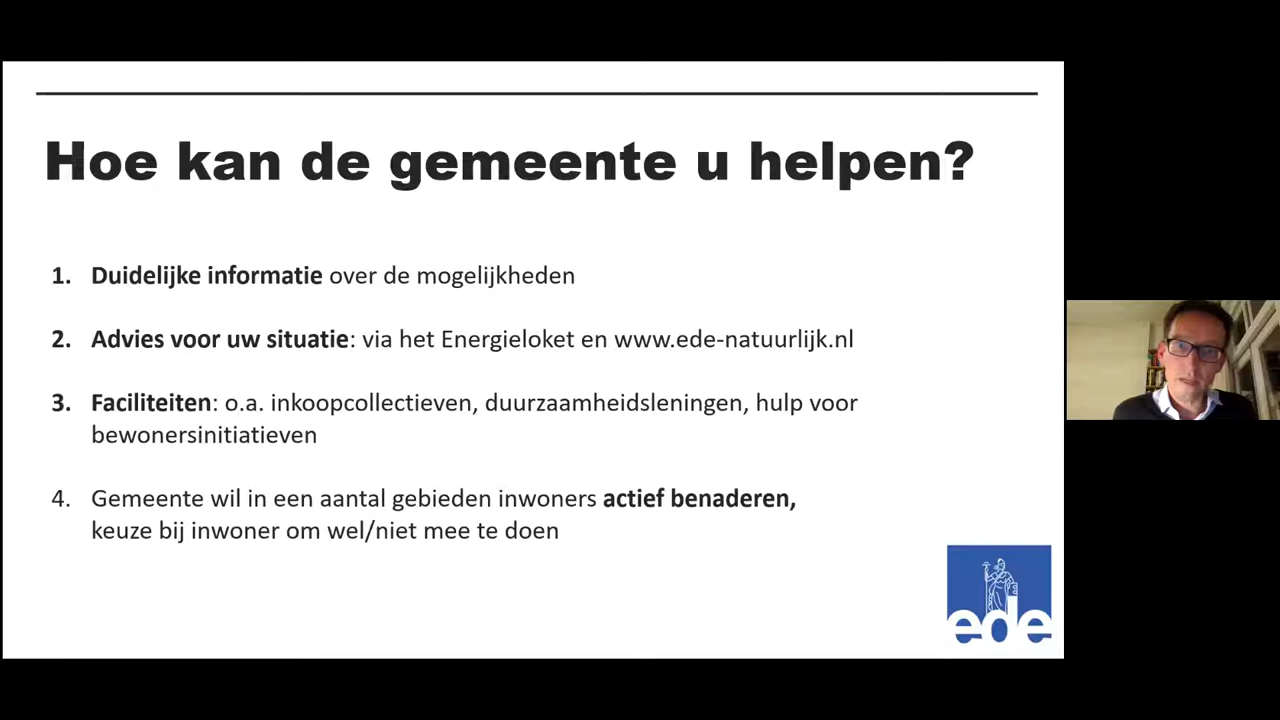 Hoe kan de gemeente u helpen?
1. Duidelijke informatie over de mogelijkheden
2. Advies voor uw situatie: via het Energieloket en www.ede-natuurlijk.nl
3. Faciliteiten: o.a. inkoopcollectieven, duurzaamheidsleningen, hulp voor
bewonersinitiatieven
4. Gemeente wil in een aantal gebieden inwoners actief benaderen,
keuze bij inwoner om wel/niet mee te doen
ede